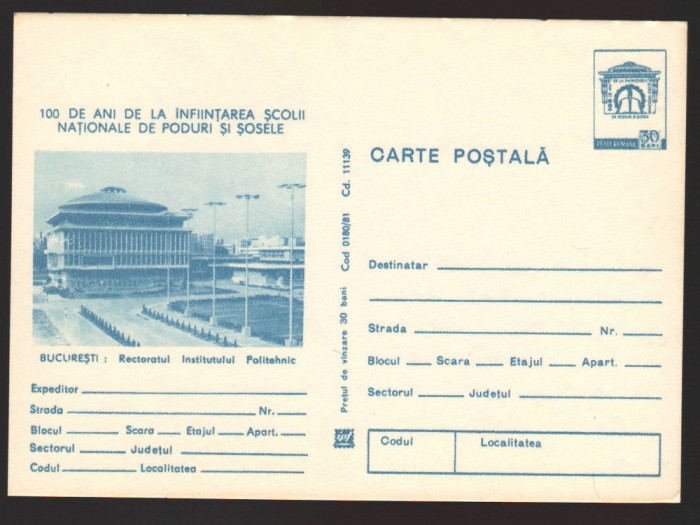 100 DE ANI DE LA ÎNFIINȚAREA ȘCOLII
NAȚIONALE DE PODURI ȘI ȘOSELE
BUCUREȘTI : Rectoratul Institutului Politehnic
Expeditor
Strada Nr.
Blocul Scara Etajul Apart.
Sectorul Județul
Codul Localitatea
Prețul de vînzare 30 bani Cod 0180/81 Cd. 11139
CARTE POȘTALĂ
POSTA ROMANA 30
BANI
Destinatar
Strada Nr.
Blocul Scara Etajul Apart.
Sectorul Județul
Codul Localitatea